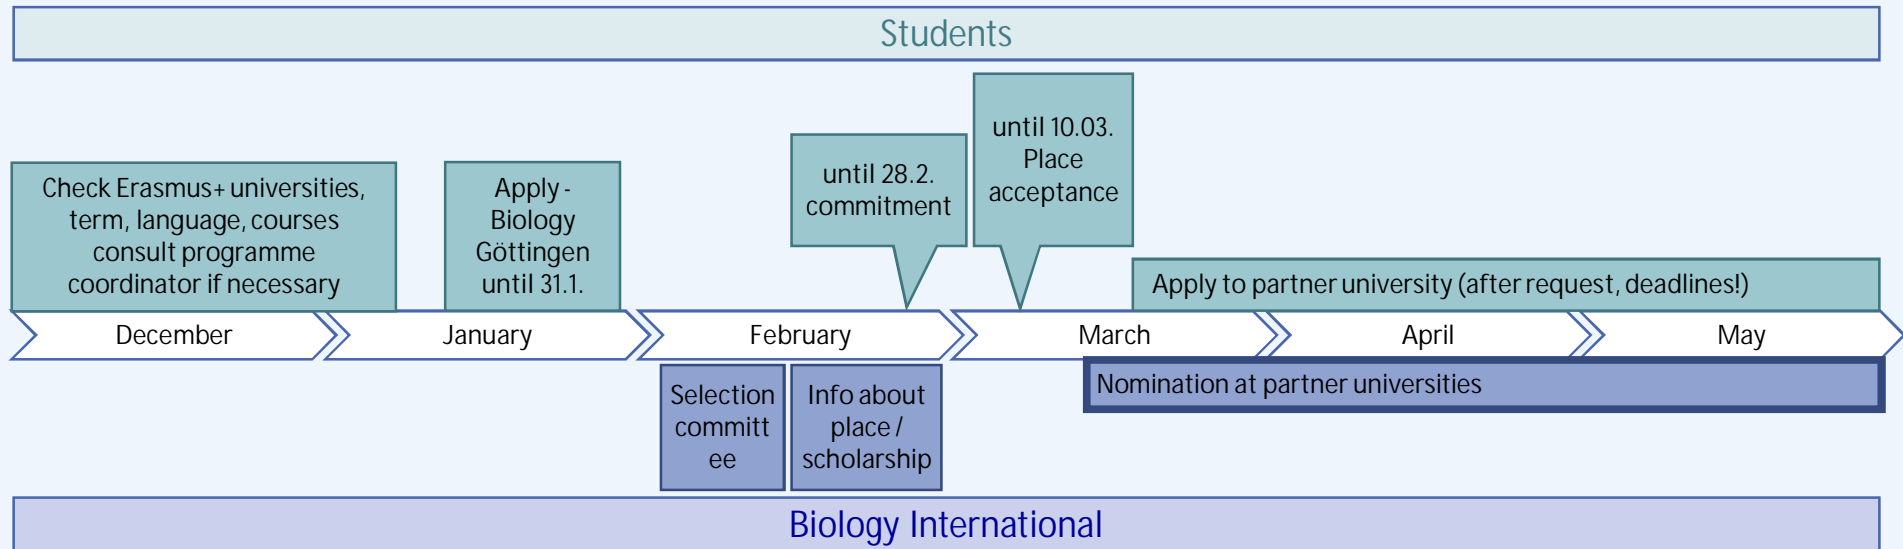 Students
Check Erasmus+ universities,
term, language, courses
consult programme
coordinator if necessary
Apply -
Biology
Göttingen
until 31.1.
until 28.2.
commitment
until 10.03.
Place
acceptance
Apply to partner university (after request, deadlines!)
December
January
February
March
April
May
Selection
committ
ee
Info about
place /
scholarship
Nomination at partner universities
Biology International